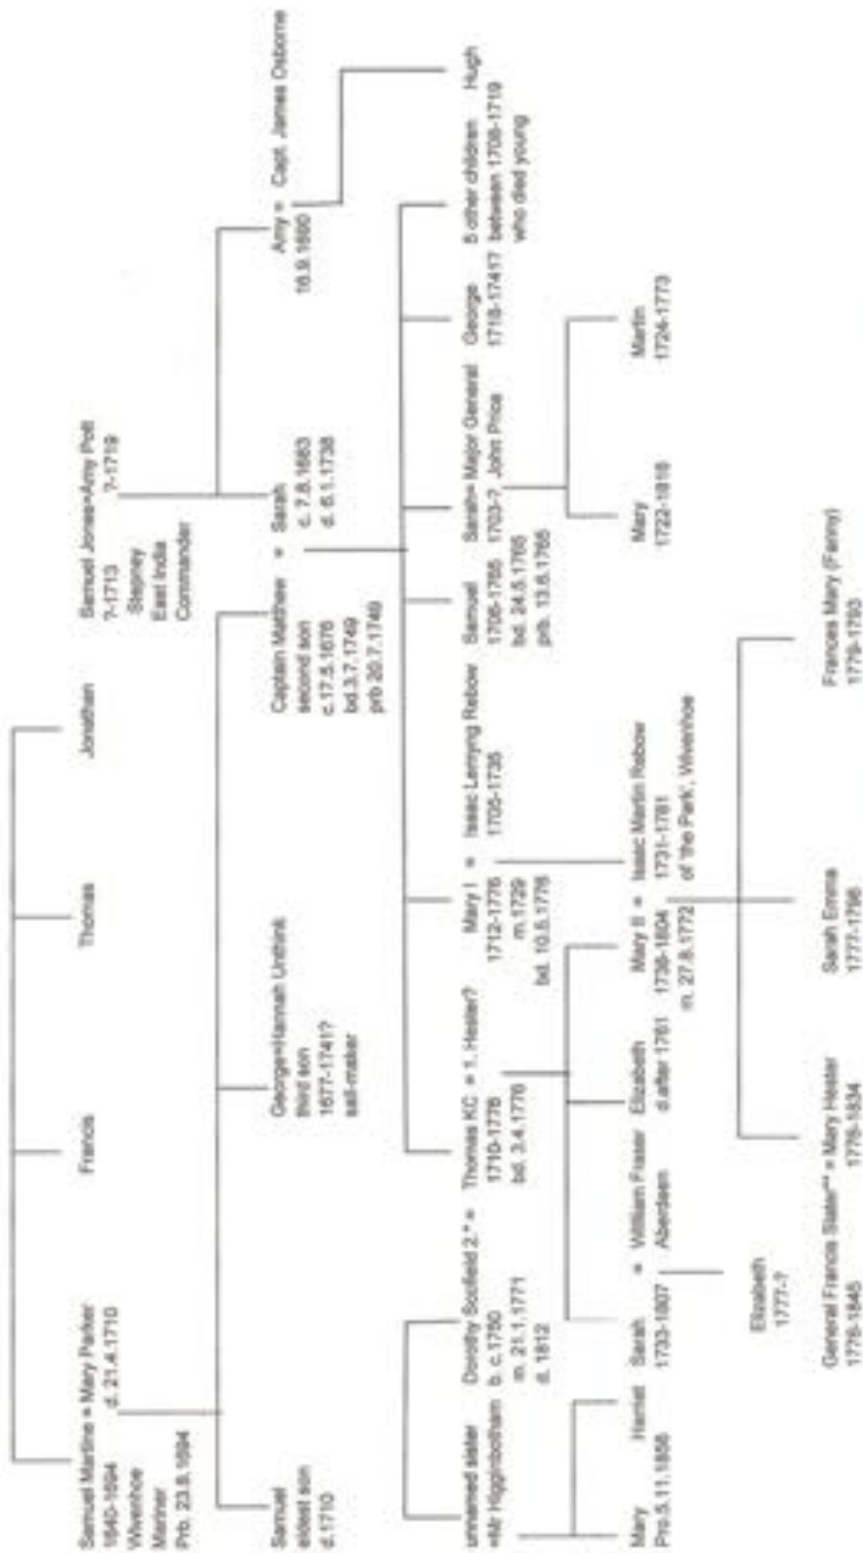 Samuel Martine = Mary Parker
1640-1694 d. 21.4.1710
Wivenhoe
Mariner
Prb. 23.8.1694
Francis
Thomas
Jonathan
Samuel Jones=Amy Pott
?-1713 ?-1719
Stepney
East India
Commander
Samuel
eldest son
d.1710
George=Hannah Unthink
third son
1677-1741?
sail-maker
Captain Matthew = Sarah
second son c. 7.8.1683
c.17.5.1676 d. 6.1.1738
bd.3.7.1749
prb 20.7.1749
Amy = Capt. James Osborne
16.9.1690
unnamed sister
=Mr Higginbotham
Dorothy Scofield 2.* = Thomas KC = 1. Hester?
b. c.1750 1710-1776
m. 21.1.1771 bd. 3.4.1776
d. 1812
Mary I = Isaac Lemyng Rebow
1712-1776 1705-1735
m.1729
bd. 10.5.1776
Samuel
1706-1765
bd. 24.5.1765
prb. 13.6.1765
Sarah= Major General
1703-? John Price
George
1718-1741?
5 other children
between 1708-1719
who died young
Hugh
Mary Harriet
Pro.5.11.1856
Sarah = William Fraser
1733-1807 Aberdeen
Elizabeth
d.after 1761
Mary II = Isaac Martin Rebow
1736-1804 1731-1781
m. 27.8.1772 of 'the Park', Wivenhoe
Mary
1722-1816
Martin
1724-1773
Elizabeth
1777-?
General Francis Slater** = Mary Hester
1778-1845 1776-1834
Sarah Emma
1777-1798
Frances Mary (Fanny)
1779-1793